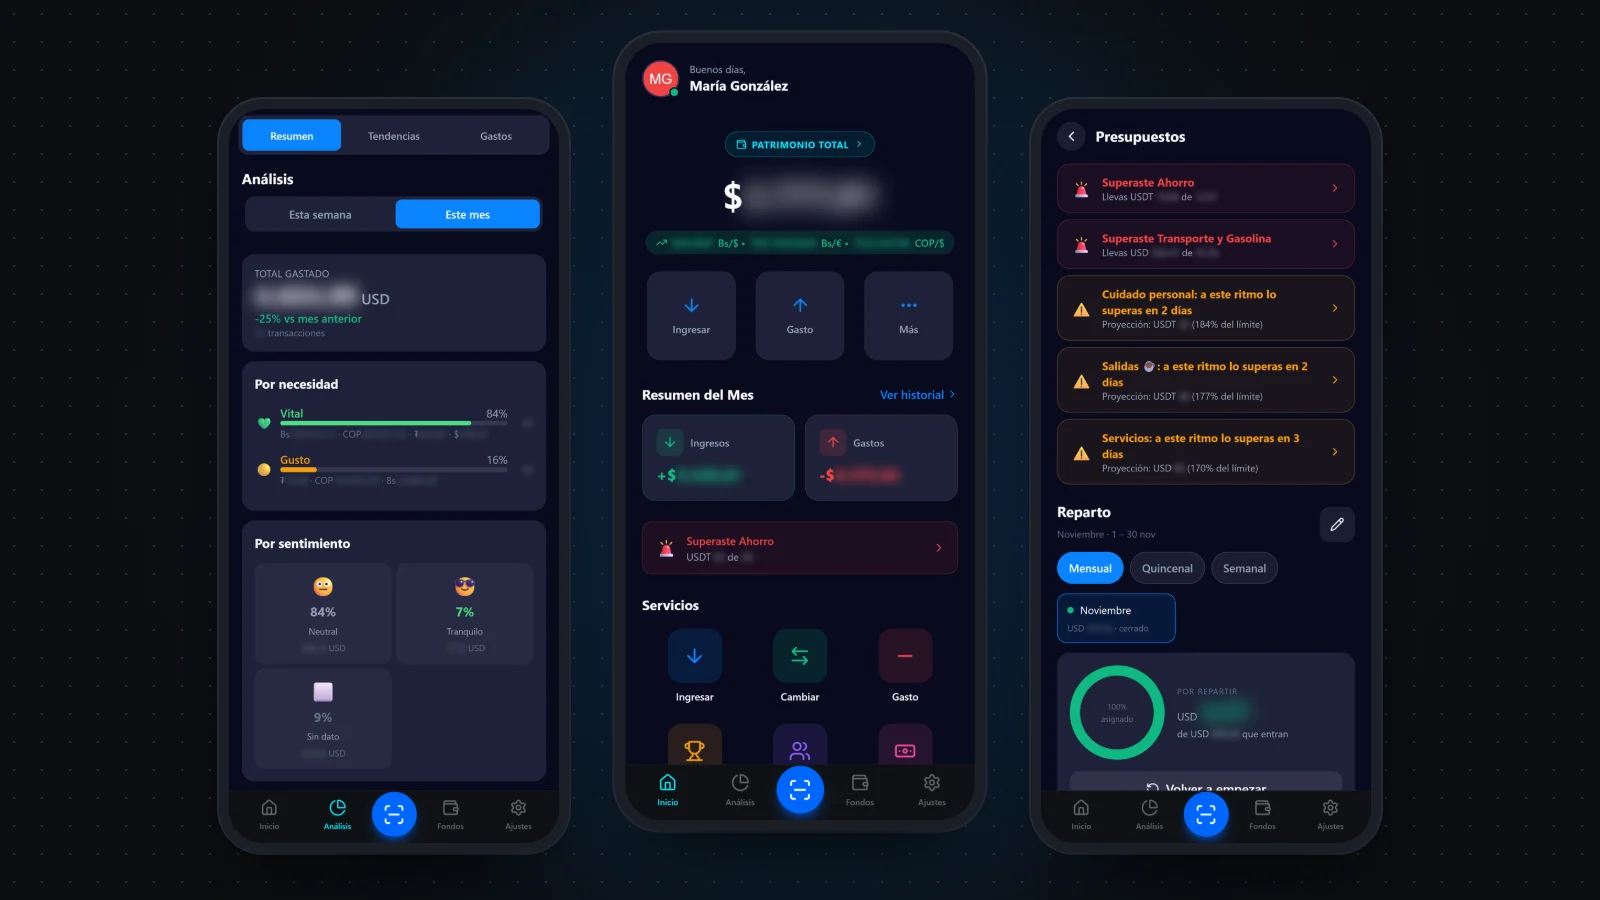 Resumen
Tendencias
Gastos
Análisis
Esta semana
Este mes
TOTAL GASTADO
USD
-25% vs mes anterior
transacciones
Por necesidad
Vital
84%
Bs · COP · ₮ · $
Gusto
16%
₮ · COP · Bs
Por sentimiento
84%
Neutral
USD
7%
Tranquilo
USD
9%
Sin dato
USD
Inicio
Análisis
Fondos
Ajustes
MG
Buenos días,
María González
PATRIMONIO TOTAL
$
Bs/$ • Bs/€ • COP/$
Ingresar
Gasto
Más
Resumen del Mes
Ver historial
Ingresos
+$
Gastos
-$
Superaste Ahorro
USDT de
Servicios
Ingresar
Cambiar
Gasto
Inicio
Análisis
Fondos
Ajustes
Presupuestos
Superaste Ahorro
Llevas USDT de
Superaste Transporte y Gasolina
Llevas USD de
Cuidado personal: a este ritmo lo
superas en 2 días
Proyección: USDT (184% del límite)
Salidas : a este ritmo lo superas en 2
días
Proyección: USDT (177% del límite)
Servicios: a este ritmo lo superas en 3
días
Proyección: USD (170% del límite)
Reparto
Noviembre · 1 – 30 nov
Mensual
Quincenal
Semanal
Noviembre
USD · cerrado
100%
asignado
POR REPARTIR
USD
de USD que entran
Volver a empezar
Inicio
Análisis
Fondos
Ajustes